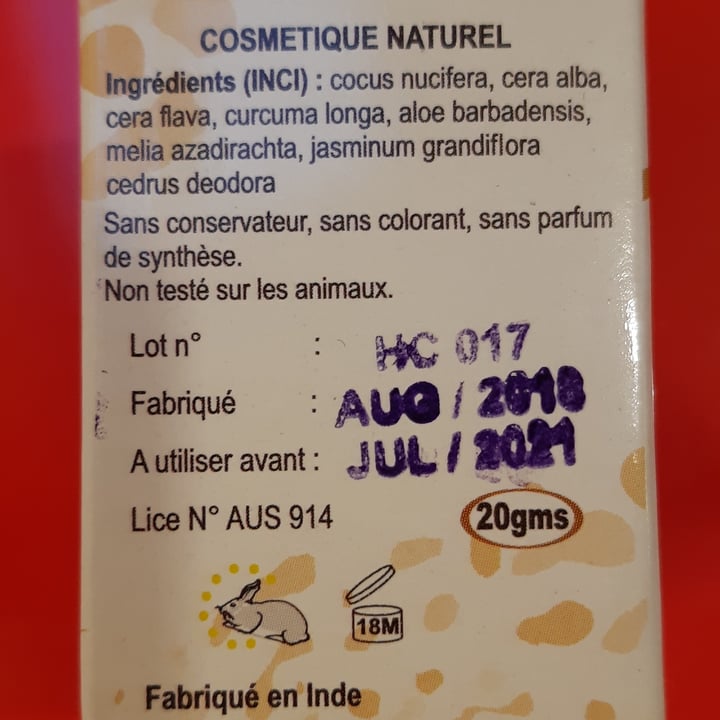 COSMETIQUE NATUREL
Ingrédients (INCI) : cocus nucifera, cera alba,
cera flava, curcuma longa, aloe barbadensis,
melia azadirachta, jasminum grandiflora
cedrus deodora
Sans conservateur, sans colorant, sans parfum
de synthèse.
Non testé sur les animaux.
Lot n° : HC 017
Fabriqué : AUG / 2018
A utiliser avant : JUL / 2021
Lice N° AUS 914 20gms
18M
Fabriqué en Inde